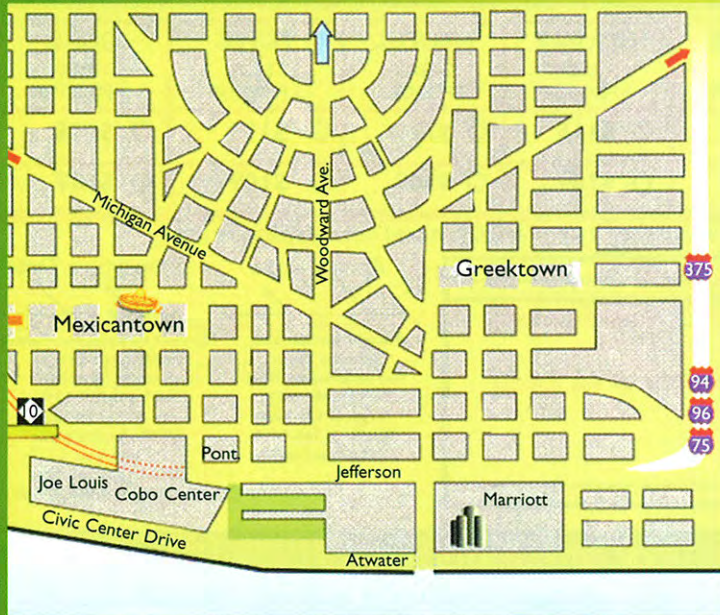 Woodward Ave.
Michigan Avenue
Greektown
375
Mexicantown
94
10
96
75
Pont.
Jefferson
Joe Louis
Cobo Center
Marriott
Civic Center Drive
Atwater